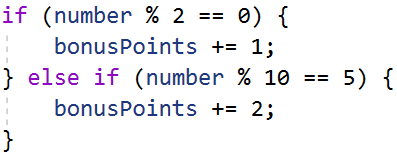 if (number % 2 == 0) {
    bonusPoints += 1;
} else if (number % 10 == 5) {
    bonusPoints += 2;
}